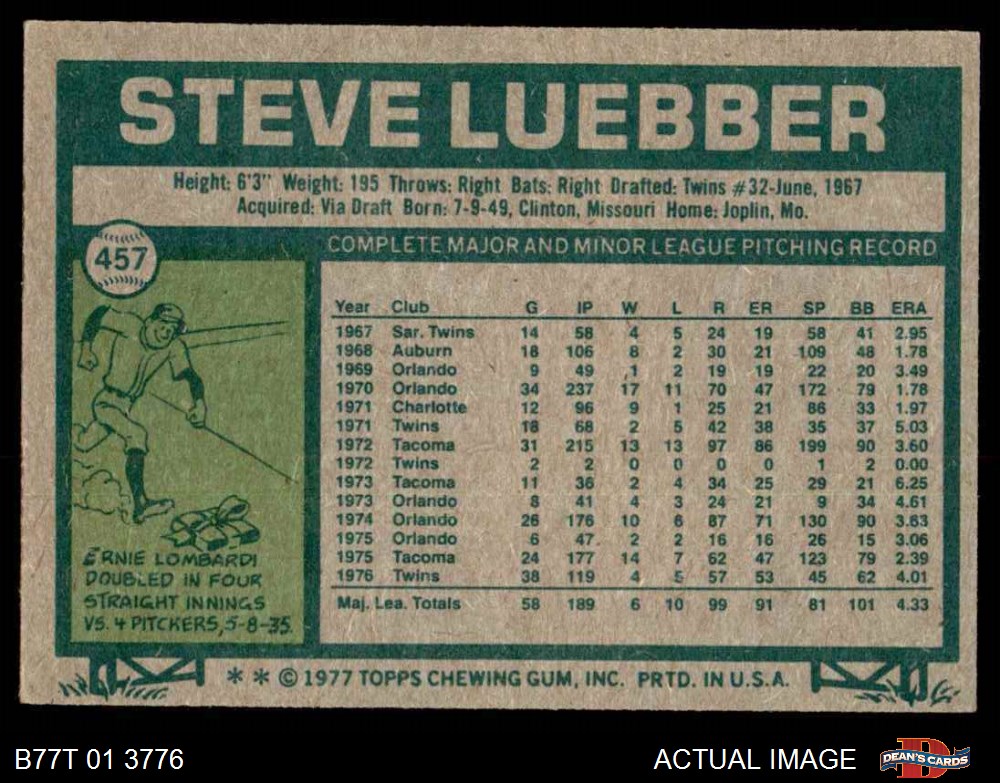 STEVE LUEBBER
Height: 6'3" Weight: 195 Throws: Right Bats: Right Drafted: Twins #32-June, 1967
Acquired: Via Draft Born: 7-9-49, Clinton, Missouri Home: Joplin, Mo.
457
COMPLETE MAJOR AND MINOR LEAGUE PITCHING RECORD
Year Club G IP W L R ER SP BB ERA
1967 Sar. Twins 14 58 4 5 24 19 58 41 2.95
1968 Auburn 18 106 8 2 30 21 109 48 1.78
1969 Orlando 9 49 1 2 19 19 22 20 3.49
1970 Orlando 34 237 17 11 70 47 172 79 1.78
1971 Charlotte 12 96 9 1 25 21 86 33 1.97
1971 Twins 18 68 2 5 42 38 35 37 5.03
1972 Tacoma 31 215 13 13 97 86 199 90 3.60
1972 Twins 2 2 0 0 0 0 1 2 0.00
1973 Tacoma 11 36 2 4 34 25 29 21 6.25
1973 Orlando 8 41 4 3 24 21 9 34 4.61
1974 Orlando 26 176 10 6 87 71 130 90 3.63
1975 Orlando 6 47 2 2 16 16 26 15 3.06
1975 Tacoma 24 177 14 7 62 47 123 79 2.39
1976 Twins 38 119 4 5 57 53 45 62 4.01
Maj. Lea. Totals 58 189 6 10 99 91 81 101 4.33
ERNIE LOMBARDI
DOUBLED IN FOUR
STRAIGHT INNINGS
VS. 4 PITCKERS, 5-8-35.
* * © 1977 TOPPS CHEWING GUM, INC. PRTD. IN U.S.A.
B77T 01 3776
ACTUAL IMAGE
DEAN'S CARDS